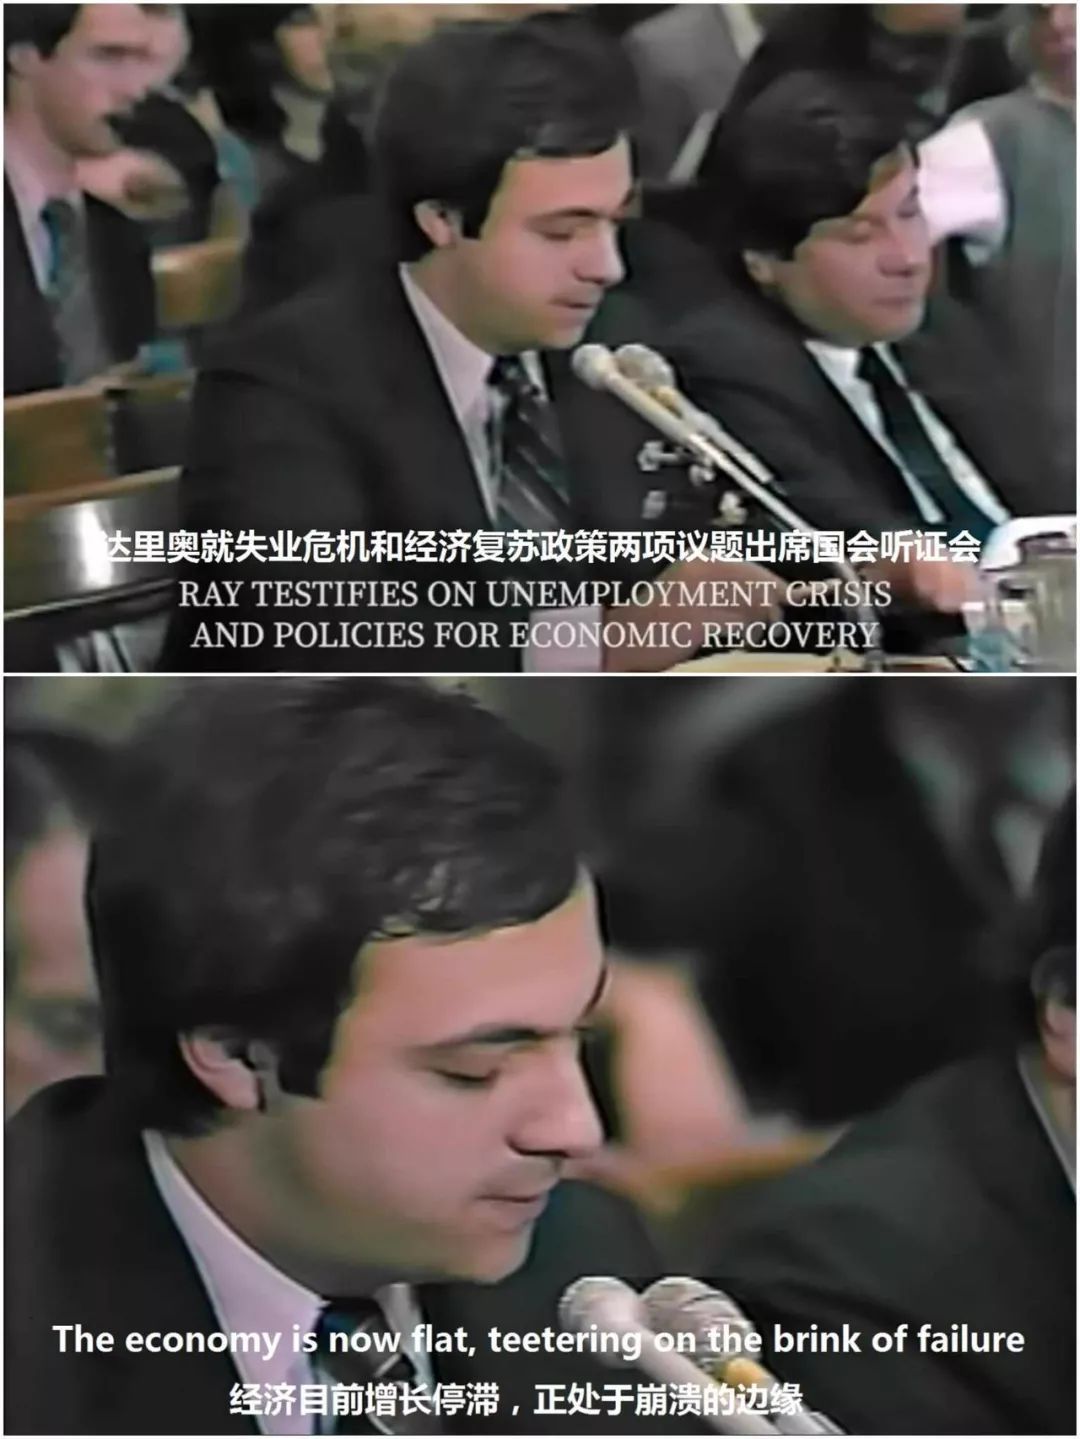 达里奥就失业危机和经济复苏政策两项议题出席国会听证会
RAY TESTIFIES ON UNEMPLOYMENT CRISIS
AND POLICIES FOR ECONOMIC RECOVERY
The economy is now flat, teetering on the brink of failure
经济目前增长停滞，正处于崩溃的边缘